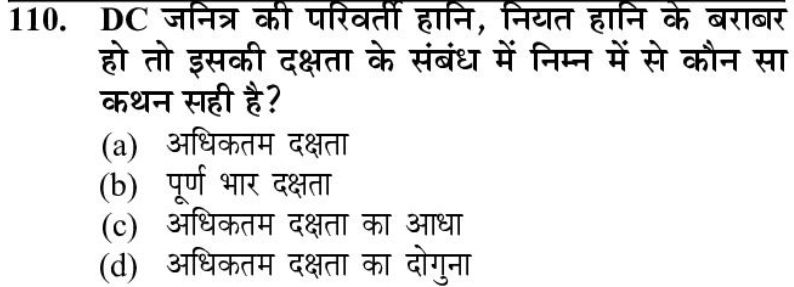 110. DC जनित्र की परिवर्ती हानि, नियत हानि के बराबर
हो तो इसकी दक्षता के संबंध में निम्न में से कौन सा
कथन सही है?
(a) अधिकतम दक्षता
(b) पूर्ण भार दक्षता
(c) अधिकतम दक्षता का आधा
(d) अधिकतम दक्षता का दोगुना